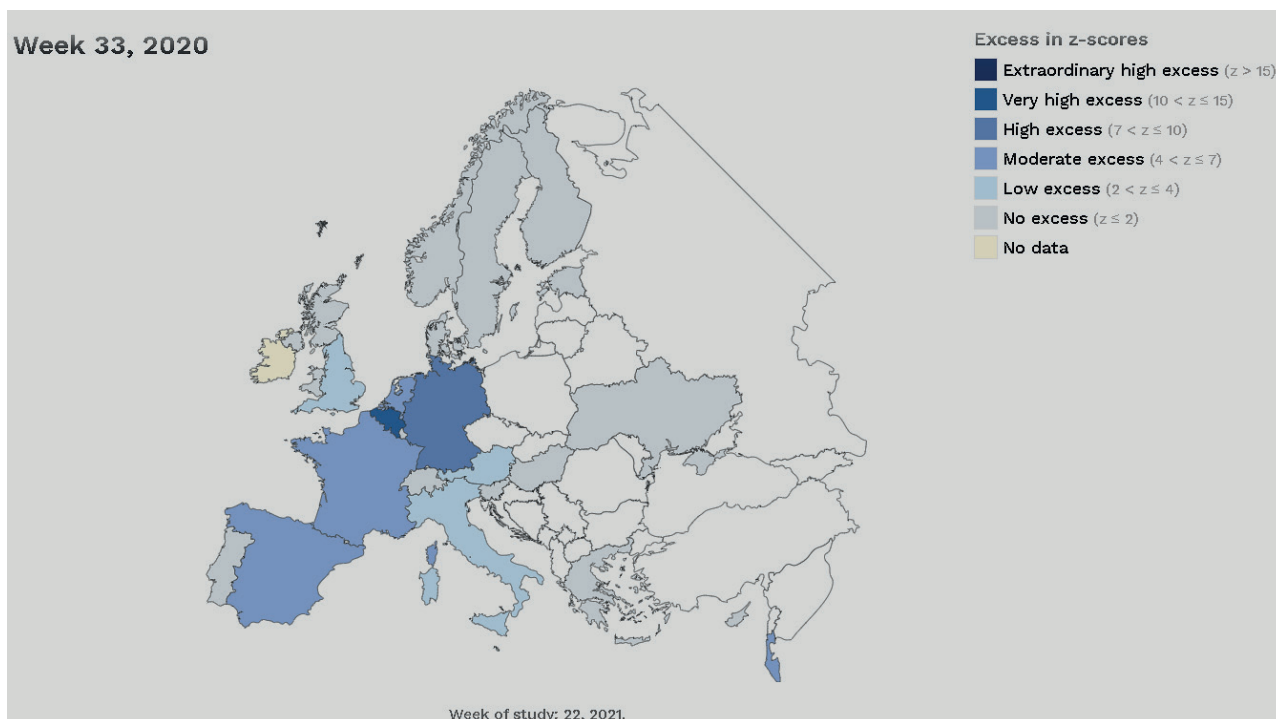 Week 33, 2020
Excess in z-scores
Extraordinary high excess (z > 15)
Very high excess (10 < z ≤ 15)
High excess (7 < z ≤ 10)
Moderate excess (4 < z ≤ 7)
Low excess (2 < z ≤ 4)
No excess (z ≤ 2)
No data
Week of study: 22, 2021.